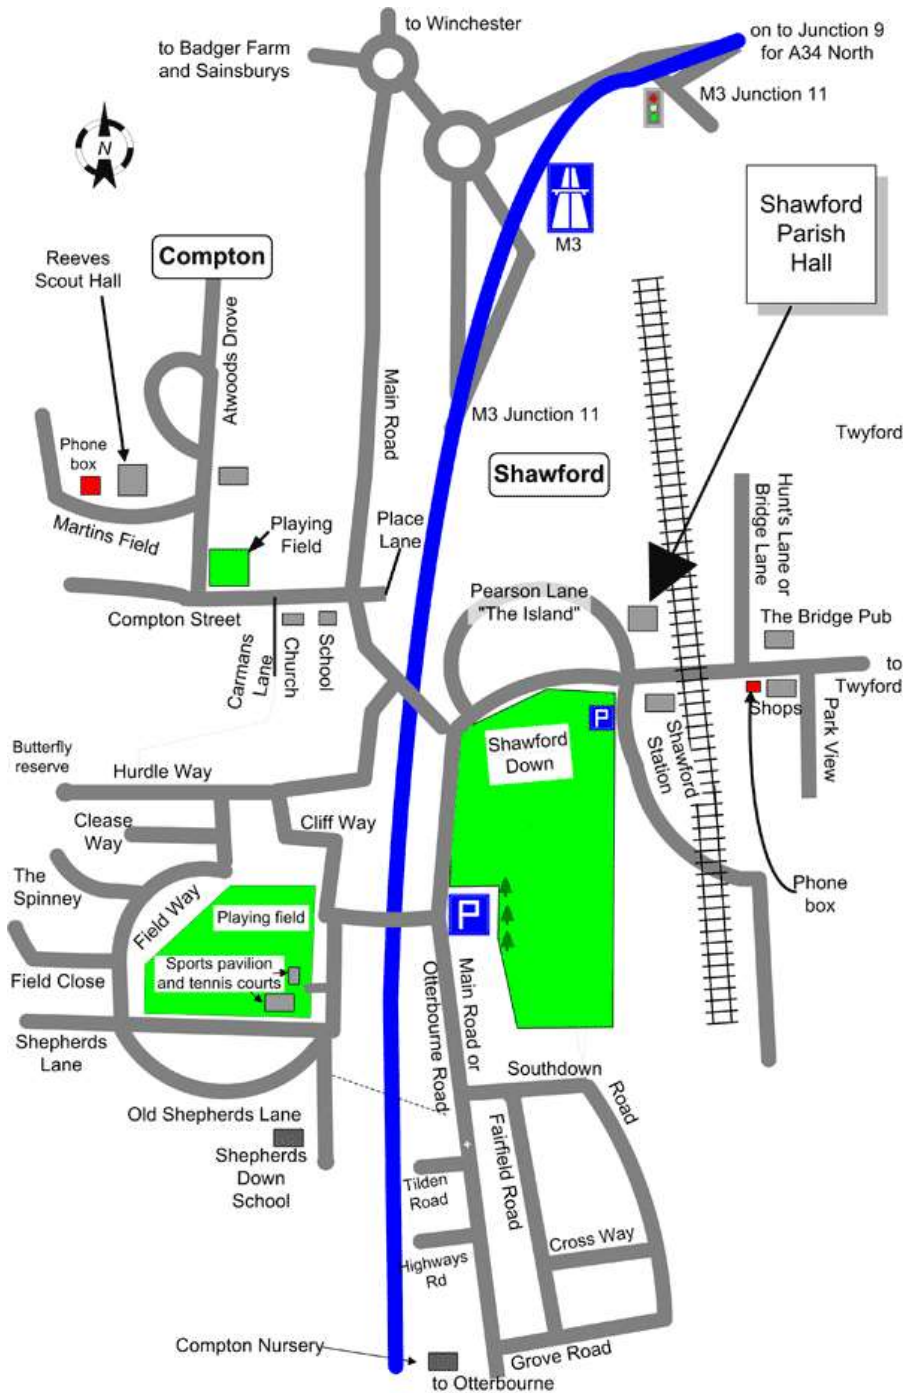 to Winchester
on to Junction 9
for A34 North
to Badger Farm
and Sainsburys
M3 Junction 11
N
Shawford
Parish
Hall
M3
Compton
Reeves
Scout Hall
Atwoods Drove
Main Road
M3 Junction 11
Twyford
Shawford
Phone
box
Hunt's Lane or
Bridge Lane
Martins Field
Playing
Field
Place
Lane
Pearson Lane
"The Island"
Compton Street
The Bridge Pub
Carmans
Lane
Church
School
to
Twyford
Shops
P
Shawford
Down
Shawford
Station
Park View
Butterfly
reserve
Hurdle Way
Clease
Way
Cliff Way
The
Spinney
Phone
box
Field Way
Playing field
P
Sports pavilion
and tennis courts
Field Close
Main Road or
Otterbourne Road
Shepherds
Lane
Southdown
Road
Old Shepherds Lane
Fairfield Road
Shepherds
Down
School
Tilden
Road
Cross Way
Highways
Rd
Compton Nursery
Grove Road
to Otterbourne